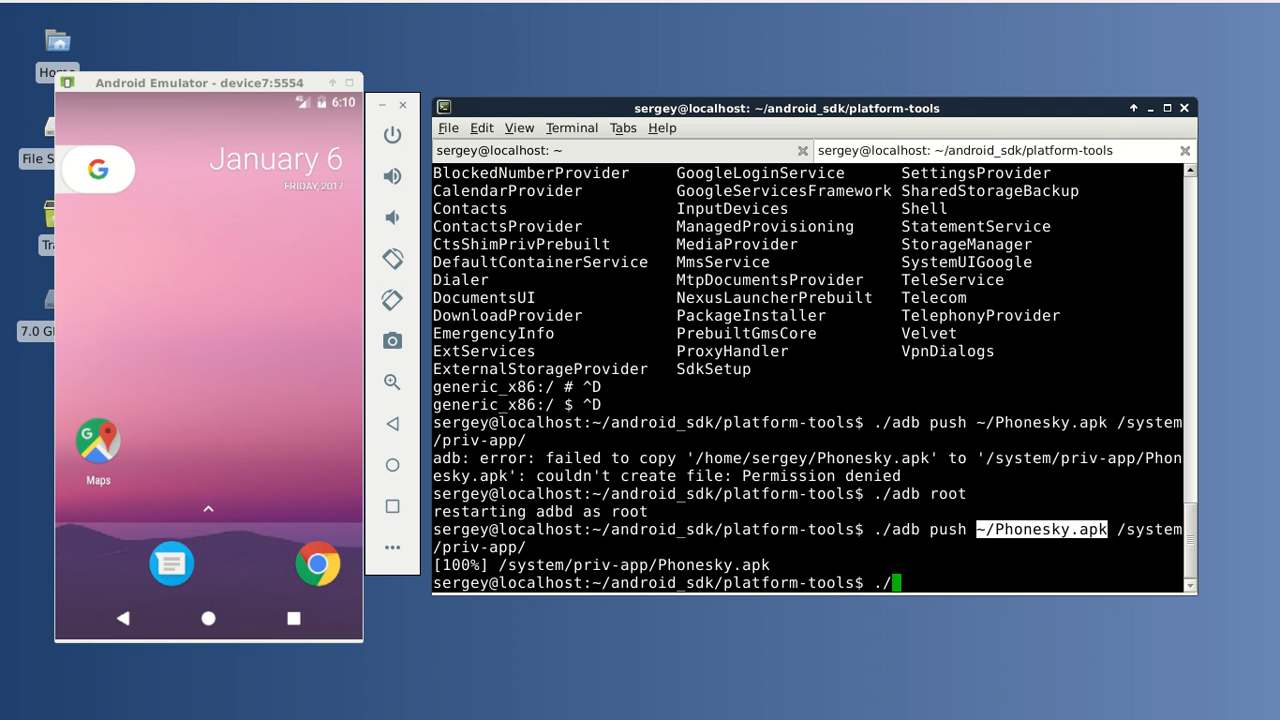 Home
File S
Tra
7.0 G
Android Emulator - device7:5554
4G
6:10
G
January 6
FRIDAY, 2017
G
Maps
sergey@localhost: ~/android_sdk/platform-tools
File Edit View Terminal Tabs Help
sergey@localhost: ~
sergey@localhost: ~/android_sdk/platform-tools
BlockedNumberProvider GoogleLoginService SettingsProvider
CalendarProvider GoogleServicesFramework SharedStorageBackup
Contacts InputDevices Shell
ContactsProvider ManagedProvisioning StatementService
CtsShimPrivPrebuilt MediaProvider StorageManager
DefaultContainerService MmsService SystemUIGoogle
Dialer MtpDocumentsProvider TeleService
DocumentsUI NexusLauncherPrebuilt Telecom
DownloadProvider PackageInstaller TelephonyProvider
EmergencyInfo PrebuiltGmsCore Velvet
ExtServices ProxyHandler VpnDialogs
ExternalStorageProvider SdkSetup
generic_x86:/ # ^D
generic_x86:/ $ ^D
sergey@localhost:~/android_sdk/platform-tools$ ./adb push ~/Phonesky.apk /system
/priv-app/
adb: error: failed to copy '/home/sergey/Phonesky.apk' to '/system/priv-app/Phon
esky.apk': couldn't create file: Permission denied
sergey@localhost:~/android_sdk/platform-tools$ ./adb root
restarting adbd as root
sergey@localhost:~/android_sdk/platform-tools$ ./adb push ~/Phonesky.apk /system
/priv-app/
[100%] /system/priv-app/Phonesky.apk
sergey@localhost:~/android_sdk/platform-tools$ ./